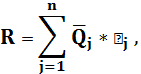 R = ∑_{j=1}^{n} Q̅_j * _j ,